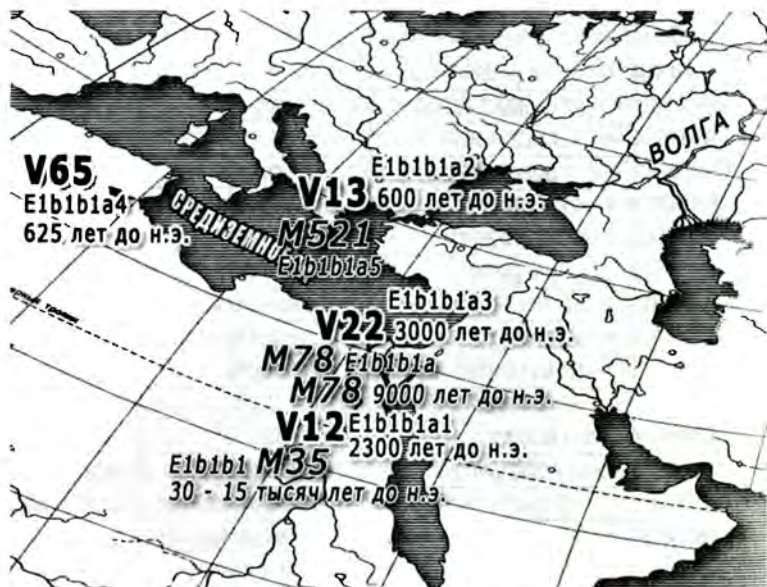 ВОЛГА
V65
E1b1b1a4
625 лет до н.э.
СРЕДИЗЕМНО
E1b1b1a2
V13 600 лет до н.э.
M521
E1b1b1a5
E1b1b1a3
V22 3000 лет до н.э.
M78 E1b1b1a
M78 9000 лет до н.э.
V12 E1b1b1a1
2300 лет до н.э.
E1b1b1 M35
30 - 15 тысяч лет до н.э.